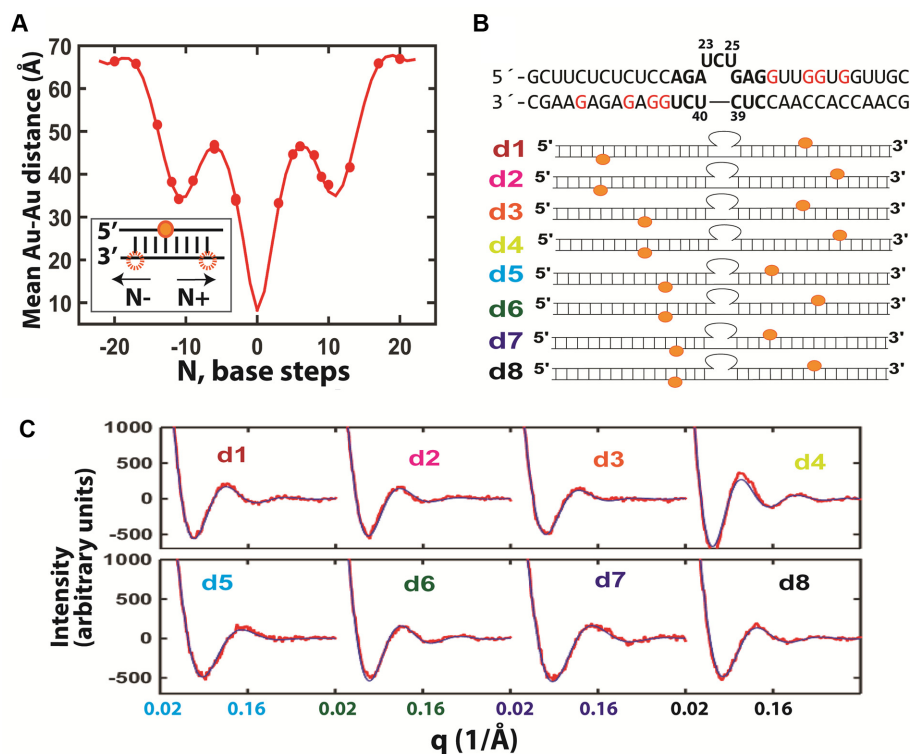 A
Mean Au-Au distance (Å)
70
60
50
40
30
20
10
5′
3′
N-
N+
-20 -10 0 10 20
N, base steps
B
23 25
UCU
5´-GCUUCUCUCUCCAGA GAGGUUGGUGGUUGC
3´-CGAAGAGAGAGGUCU—CUCCAACCACCAACG
40 39
d1 5' 3'
d2 5' 3'
d3 5' 3'
d4 5' 3'
d5 5' 3'
d6 5' 3'
d7 5' 3'
d8 5' 3'
C
Intensity
(arbitrary units)
1000
500
0
-500
d1
d2
d3
d4
1000
500
0
-500
d5
d6
d7
d8
0.02 0.16 0.02 0.16 0.02 0.16 0.02 0.16
q (1/Å)